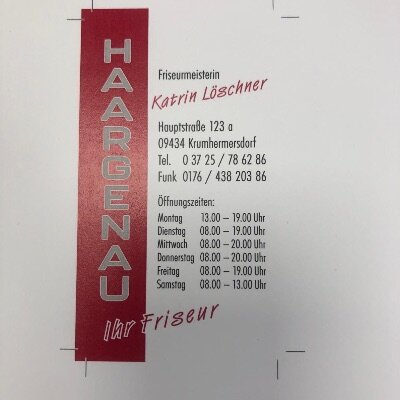 HAARGENAU
Friseurmeisterin
Katrin Löschner
Hauptstraße 123 a
09434 Krumhermersdorf
Tel. 0 37 25 / 78 62 86
Funk 0176 / 438 203 86
Öffnungszeiten:
Montag 13.00 – 19.00 Uhr
Dienstag 08.00 – 19.00 Uhr
Mittwoch 08.00 – 20.00 Uhr
Donnerstag 08.00 – 20.00 Uhr
Freitag 08.00 – 19.00 Uhr
Samstag 08.00 – 13.00 Uhr
Ihr Friseur